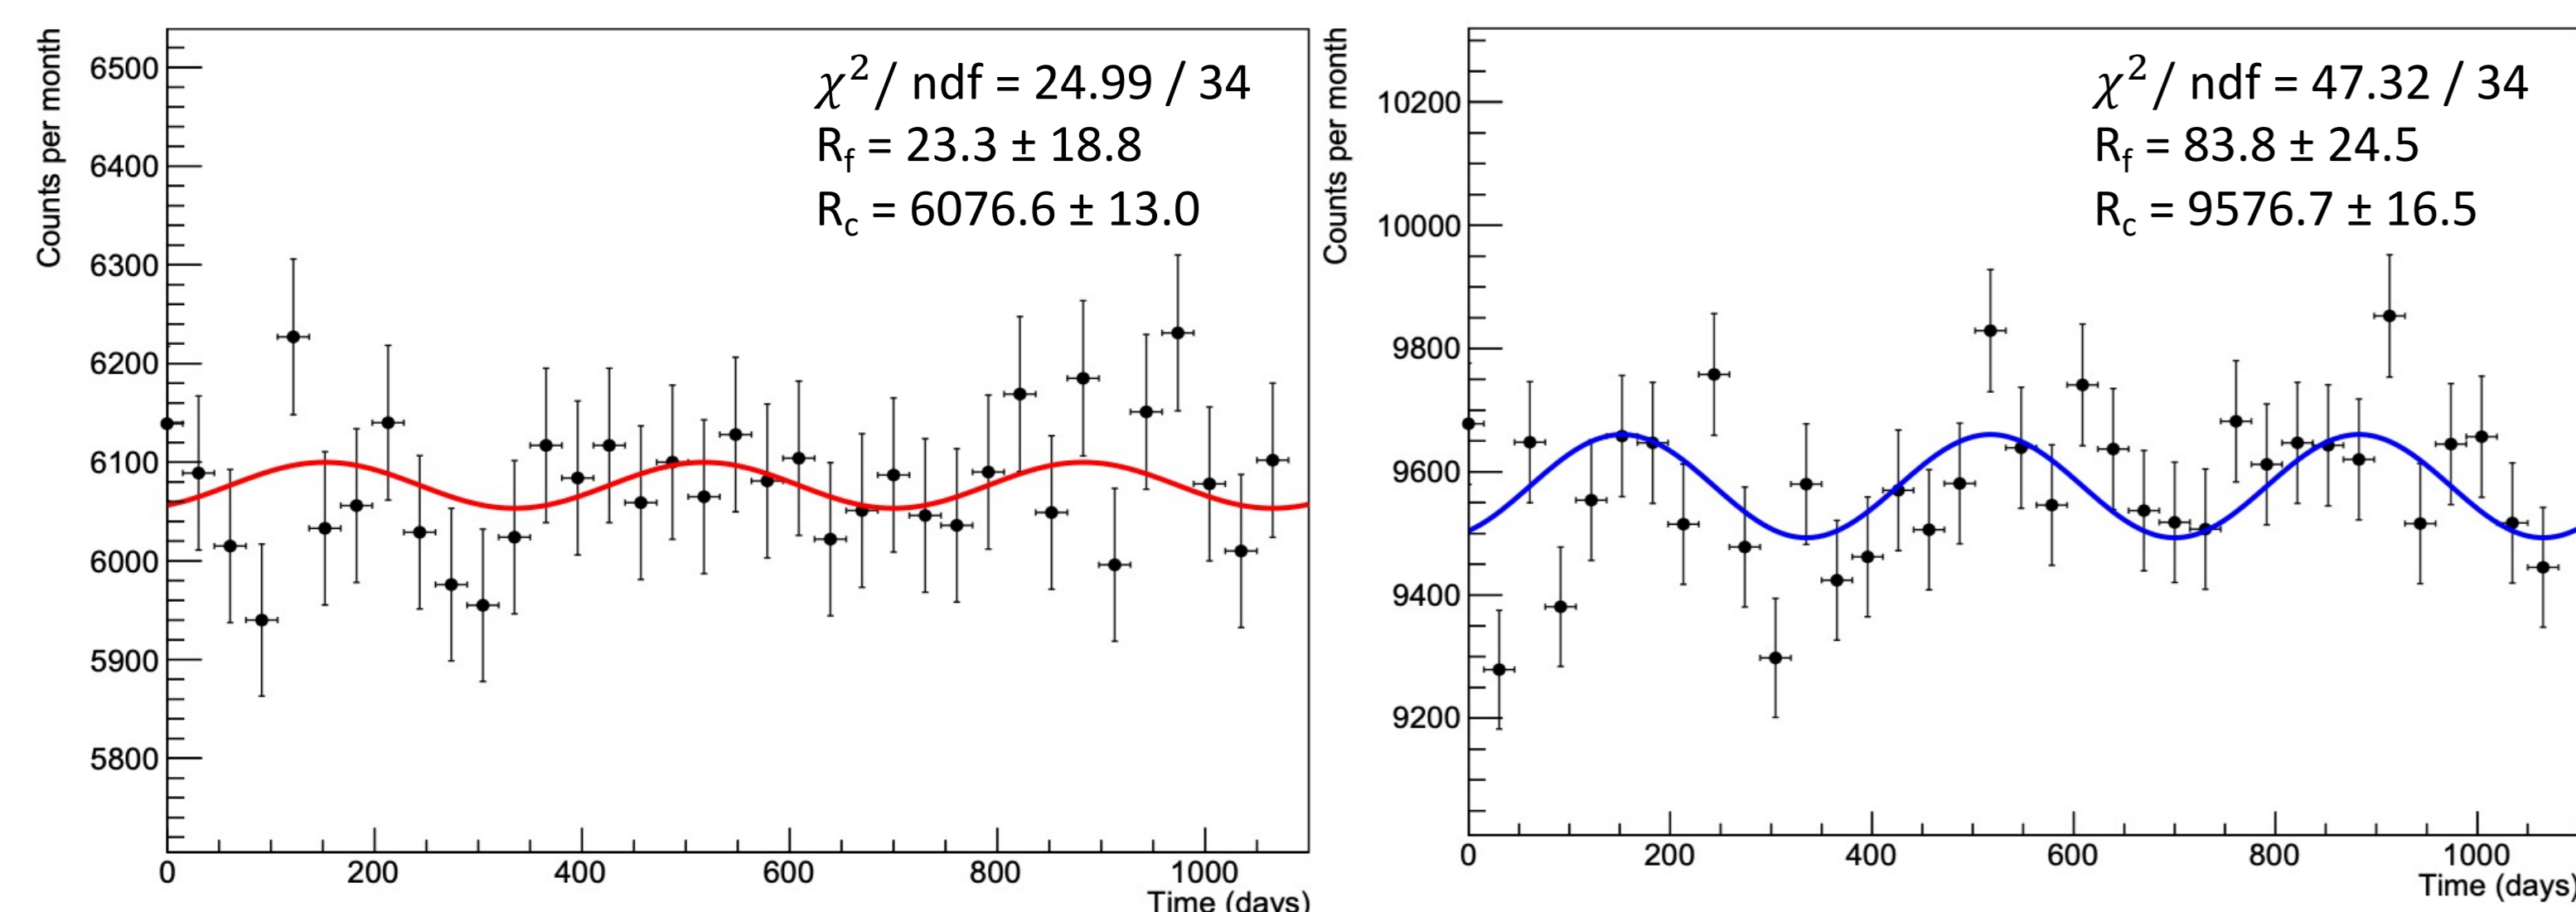 Counts per month
6500
6400
6300
6200
6100
6000
5900
5800
0 200 400 600 800 1000
Time (days)
χ²/ ndf = 24.99 / 34
R_f = 23.3 ± 18.8
R_c = 6076.6 ± 13.0
Counts per month
10200
10000
9800
9600
9400
9200
0 200 400 600 800 1000
Time (days)
χ²/ ndf = 47.32 / 34
R_f = 83.8 ± 24.5
R_c = 9576.7 ± 16.5